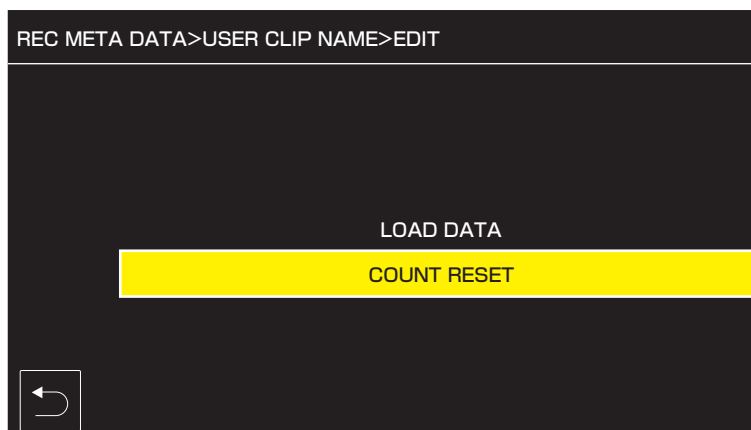 REC META DATA>USER CLIP NAME>EDIT
LOAD DATA
COUNT RESET